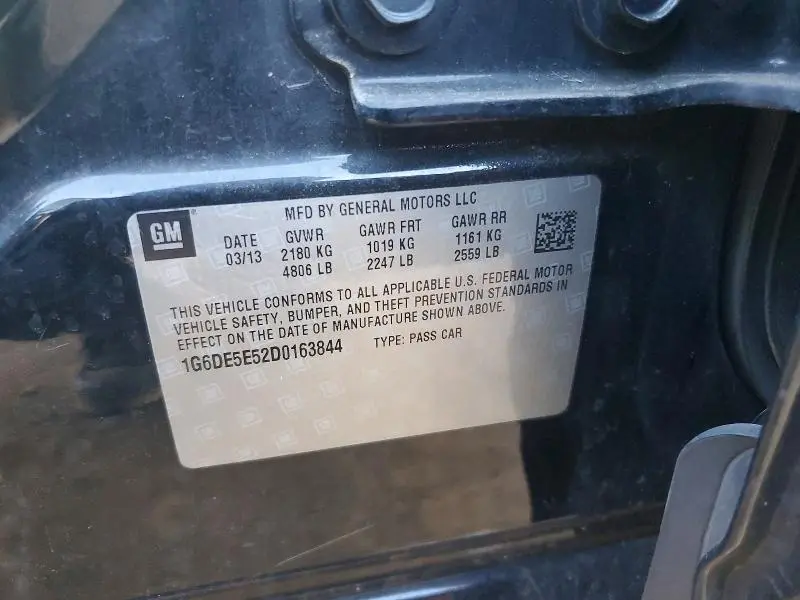 GM
MFD BY GENERAL MOTORS LLC
DATE GVWR GAWR FRT GAWR RR
03/13 2180 KG 1019 KG 1161 KG
4806 LB 2247 LB 2559 LB
THIS VEHICLE CONFORMS TO ALL APPLICABLE U.S. FEDERAL MOTOR
VEHICLE SAFETY, BUMPER, AND THEFT PREVENTION STANDARDS IN
EFFECT ON THE DATE OF MANUFACTURE SHOWN ABOVE.
1G6DE5E52D0163844 TYPE: PASS CAR